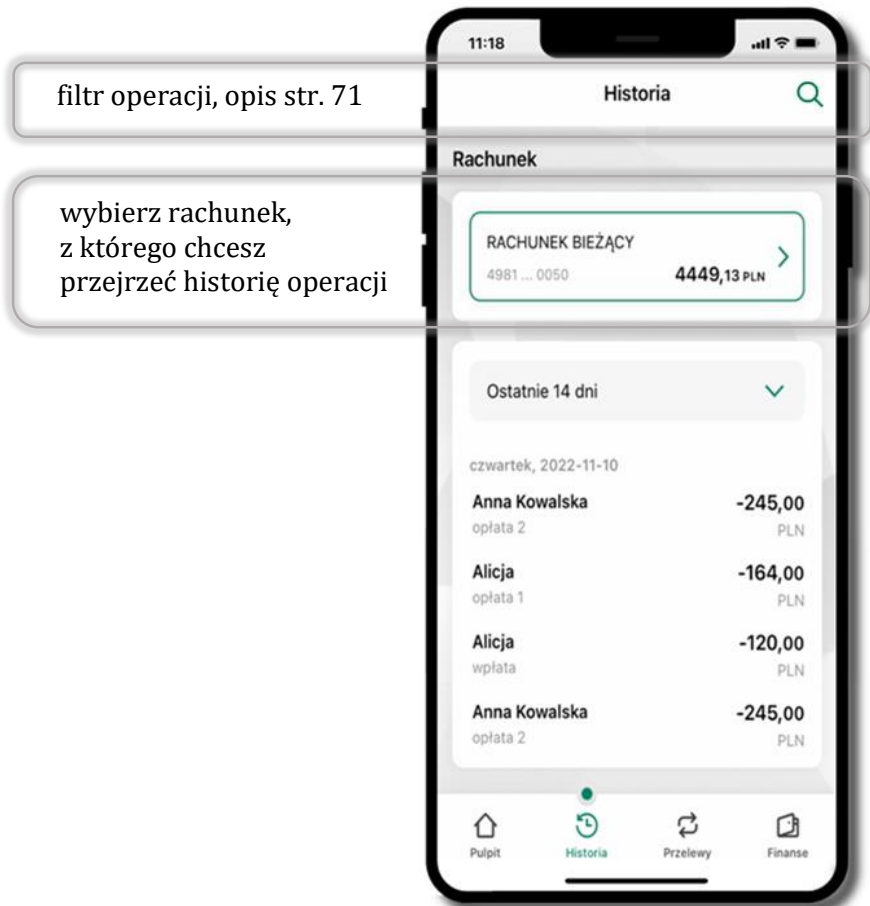 11:18
filtr operacji, opis str. 71
Historia
Rachunek
wybierz rachunek,
z którego chcesz
przejrzeć historię operacji
RACHUNEK BIEŻĄCY
4981 ... 0050 4449,13 PLN
Ostatnie 14 dni
czwartek, 2022-11-10
Anna Kowalska -245,00
opłata 2 PLN
Alicja -164,00
opłata 1 PLN
Alicja -120,00
wpłata PLN
Anna Kowalska -245,00
opłata 2 PLN
Pulpit Historia Przelewy Finanse